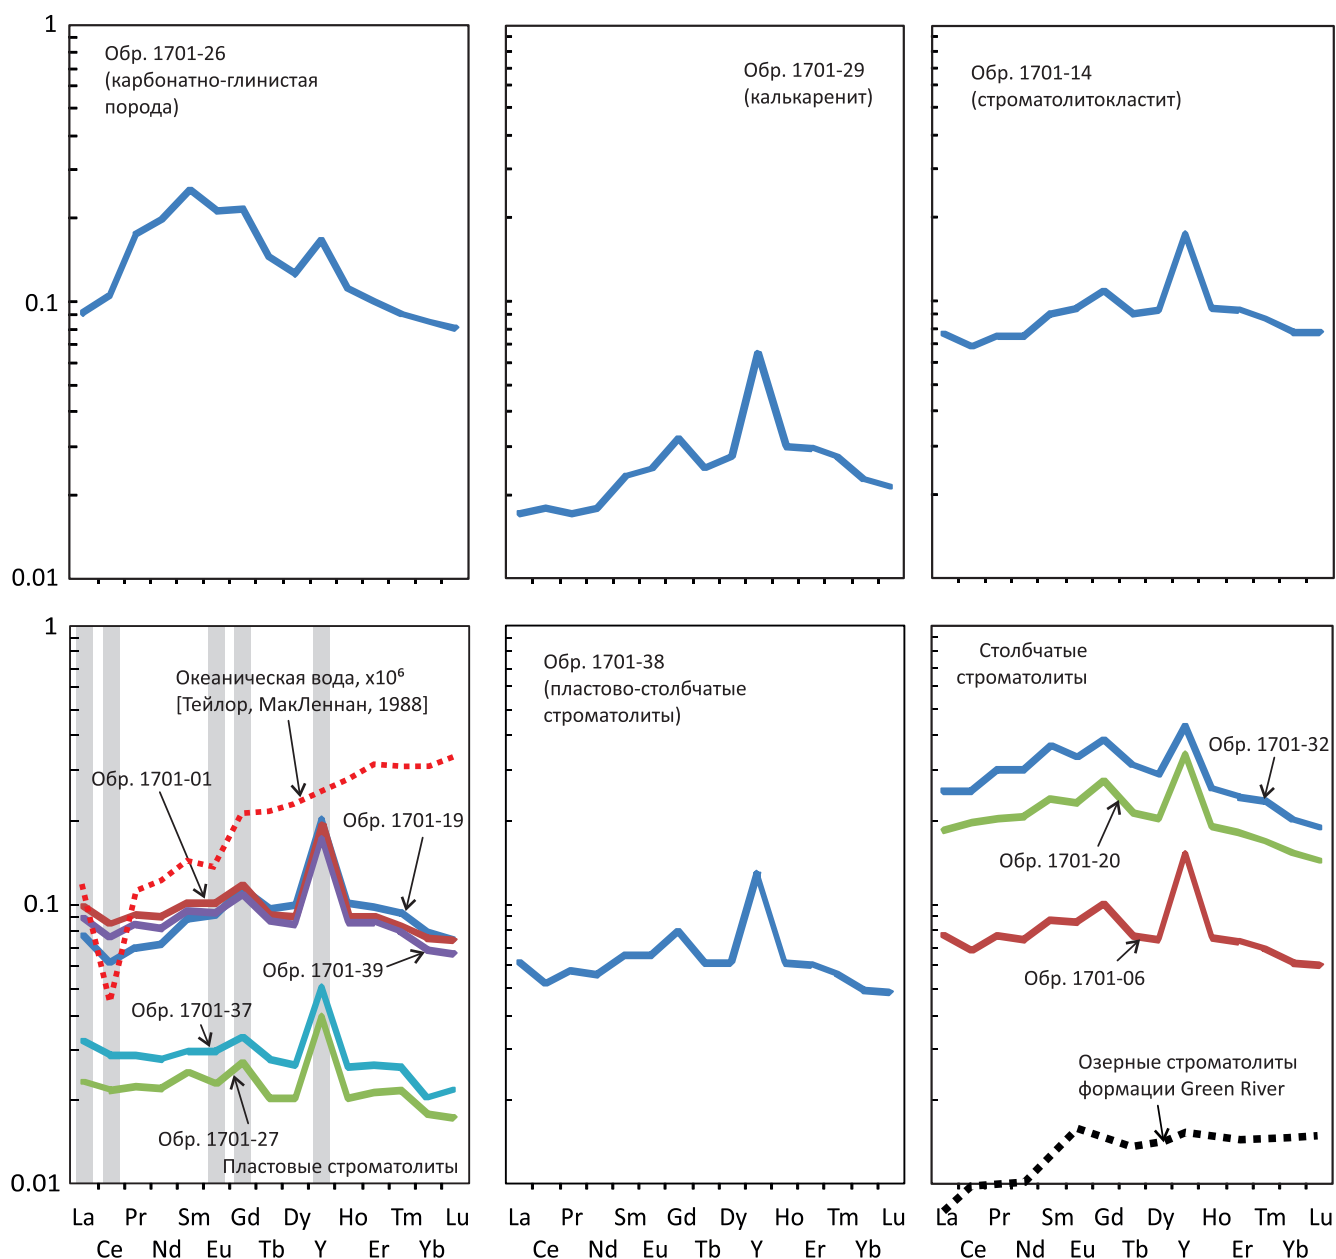 1
0.1
0.01
Обр. 1701-26
(карбонатно-глинистая
порода)
Обр. 1701-29
(калькаренит)
Обр. 1701-14
(строматолитокластит)
1
0.1
0.01
Океаническая вода, х10⁶
[Тейлор, МакЛеннан, 1988]
Обр. 1701-01
Обр. 1701-19
Обр. 1701-39
Обр. 1701-37
Обр. 1701-27
Пластовые строматолиты
Обр. 1701-38
(пластово-столбчатые
строматолиты)
Столбчатые
строматолиты
Обр. 1701-32
Обр. 1701-20
Обр. 1701-06
Озерные строматолиты
формации Green River
La Pr Sm Gd Dy Ho Tm Lu
Ce Nd Eu Tb Y Er Yb
La Pr Sm Gd Dy Ho Tm Lu
Ce Nd Eu Tb Y Er Yb
La Pr Sm Gd Dy Ho Tm Lu
Ce Nd Eu Tb Y Er Yb